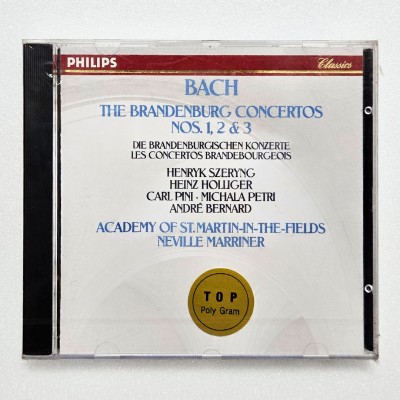 PHILIPS
Classics
BACH
THE BRANDENBURG CONCERTOS
NOS. 1, 2 & 3
DIE BRANDENBURGISCHEN KONZERTE
LES CONCERTOS BRANDEBOURGEOIS
HENRYK SZERYNG
HEINZ HOLLIGER
CARL PINI · MICHALA PETRI
ANDRÉ BERNARD
ACADEMY OF ST. MARTIN-IN-THE-FIELDS
NEVILLE MARRINER
TOP
Poly Gram